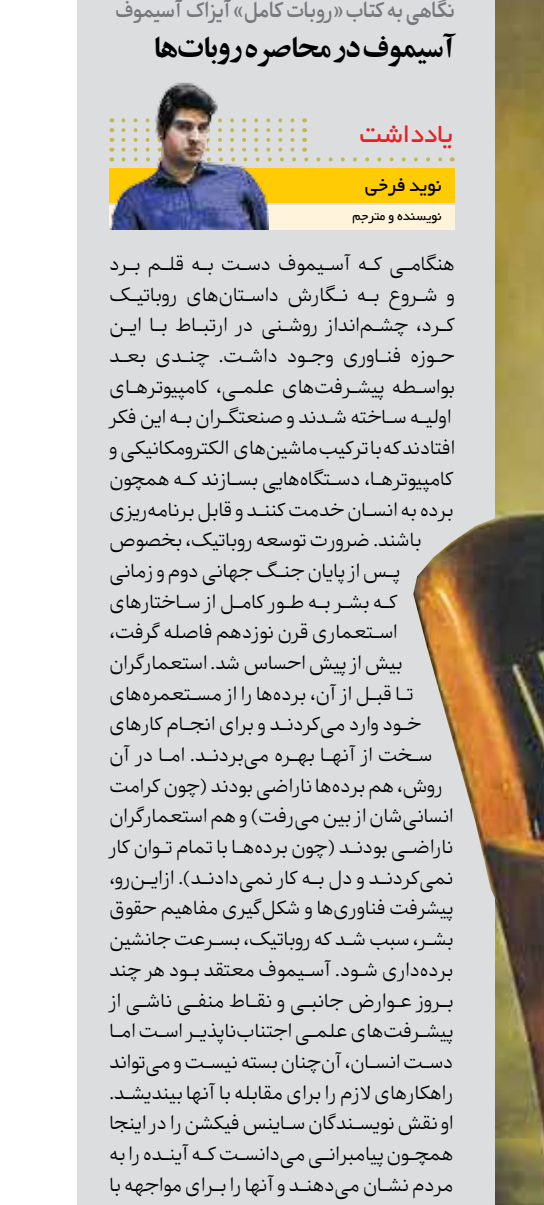 نگاهی به کتاب «روبات کامل» آیزاک آسیموف
آسیموف در محاصره روبات‌ها
یادداشت
نوید فرخی
نویسنده و مترجم
هنگامی که آسیموف دست به قلم برد
و شروع به نگارش داستان‌های روباتیک
کرد، چشم‌انداز روشنی در ارتباط با این
حوزه فناوری وجود داشت. چندی بعد
بواسطه پیشرفت‌های علمی، کامپیوترهای
اولیه ساخته شدند و صنعتگران به این فکر
افتادند که با ترکیب ماشین‌های الکترومکانیکی و
کامپیوترها، دستگاه‌هایی بسازند که همچون
برده به انسان خدمت کنند و قابل برنامه‌ریزی
باشند. ضرورت توسعه روباتیک، بخصوص
پس از پایان جنگ جهانی دوم و زمانی
که بشر به طور کامل از ساختارهای
استعماری قرن نوزدهم فاصله گرفت،
بیش از پیش احساس شد. استعمارگران
تا قبل از آن، برده‌ها را از مستعمره‌های
خود وارد می‌کردند و برای انجام کارهای
سخت از آنها بهره می‌بردند. اما در آن
روش، هم برده‌ها ناراضی بودند (چون کرامت
انسانی‌شان از بین می‌رفت) و هم استعمارگران
ناراضی بودند (چون برده‌ها با تمام توان کار
نمی‌کردند و دل به کار نمی‌دادند). ازاین‌رو،
پیشرفت فناوری‌ها و شکل‌گیری مفاهیم حقوق
بشر، سبب شد که روباتیک، بسرعت جانشین
برده‌داری شود. آسیموف معتقد بود هر چند
بروز عوارض جانبی و نقاط منفی ناشی از
پیشرفت‌های علمی اجتناب‌ناپذیر است اما
دست انسان، آن‌چنان بسته نیست و می‌تواند
راهکارهای لازم را برای مقابله با آنها بیندیشد.
او نقش نویسندگان ساینس فیکشن را در اینجا
همچون پیامبرانی می‌دانست که آینده را به
مردم نشان می‌دهند و آنها را برای مواجهه با